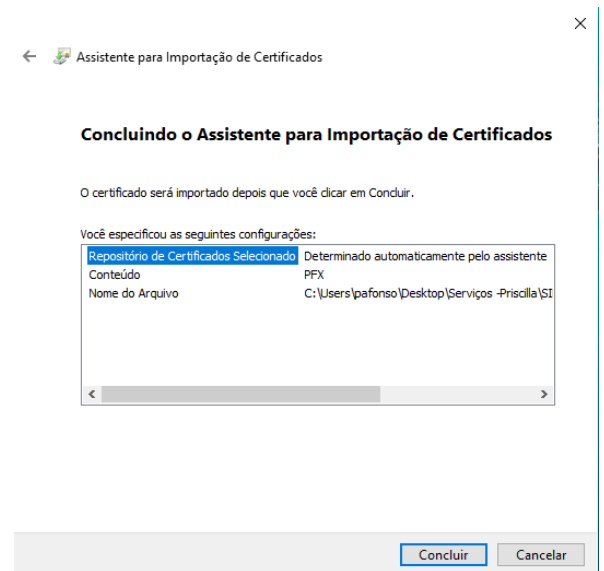 Assistente para Importação de Certificados
Concluindo o Assistente para Importação de Certificados
O certificado será importado depois que você clicar em Concluir.
Você especificou as seguintes configurações:
Repositório de Certificados Selecionado Determinado automaticamente pelo assistente
Conteúdo PFX
Nome do Arquivo C:\Users\pafonso\Desktop\Serviços -Priscilla\SI
Concluir Cancelar